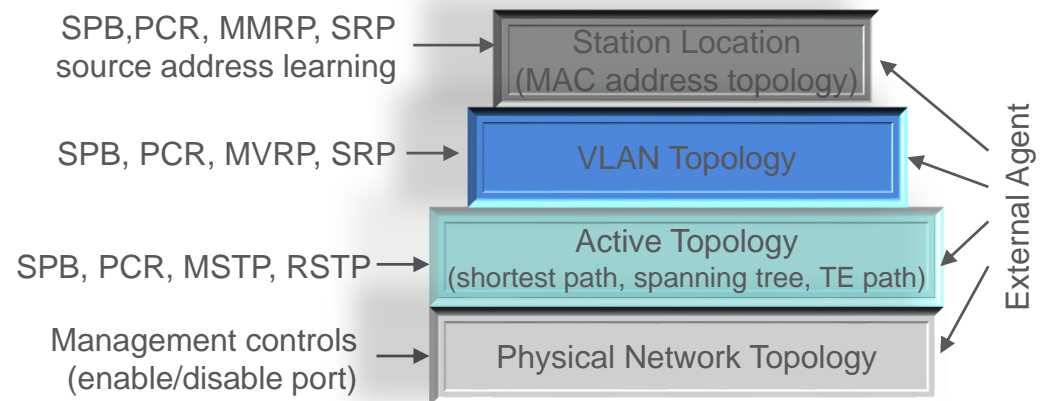 SPB,PCR, MMRP, SRP
source address learning
Station Location
(MAC address topology)
SPB, PCR, MVRP, SRP
VLAN Topology
SPB, PCR, MSTP, RSTP
Active Topology
(shortest path, spanning tree, TE path)
Management controls
(enable/disable port)
Physical Network Topology
External Agent